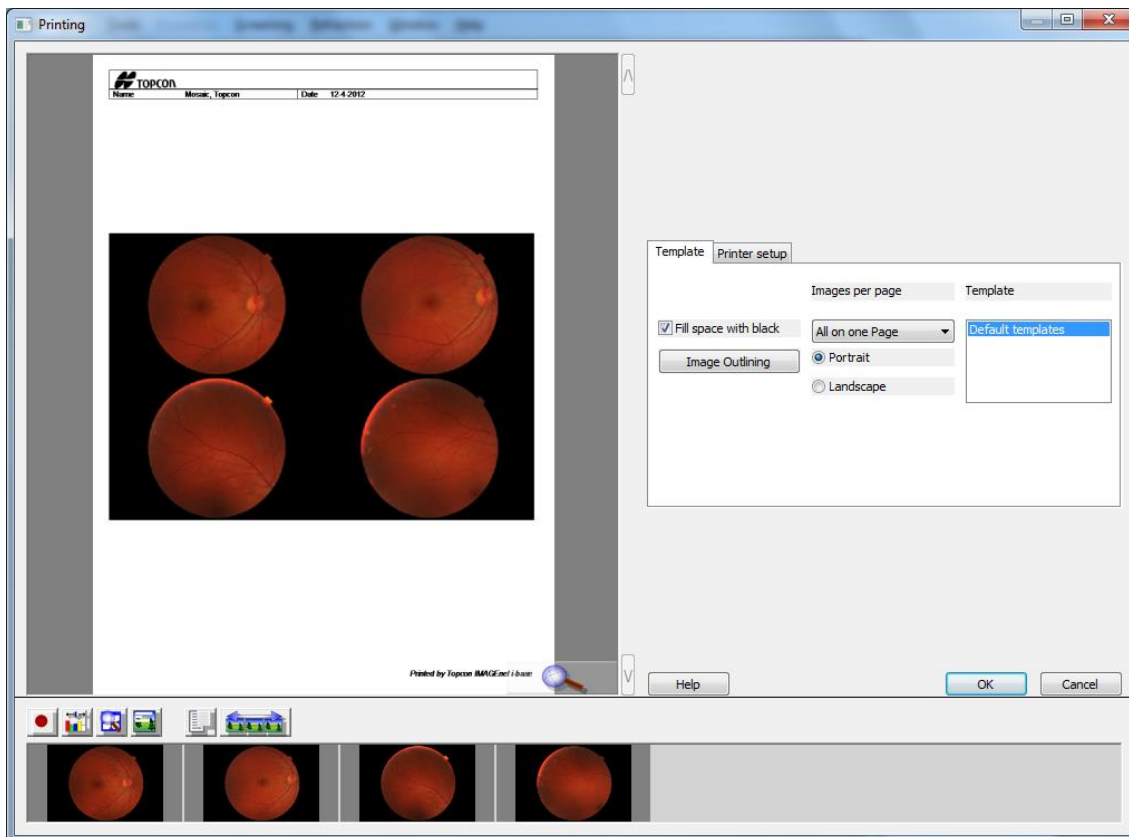 Printing
TOPCON
Name Mosaic, Topcon Date 12-4-2012
Printed by Topcon IMAGEnet i-base
Template Printer setup
Images per page Template
Fill space with black All on one Page Default templates
Image Outlining Portrait
Landscape
Help OK Cancel